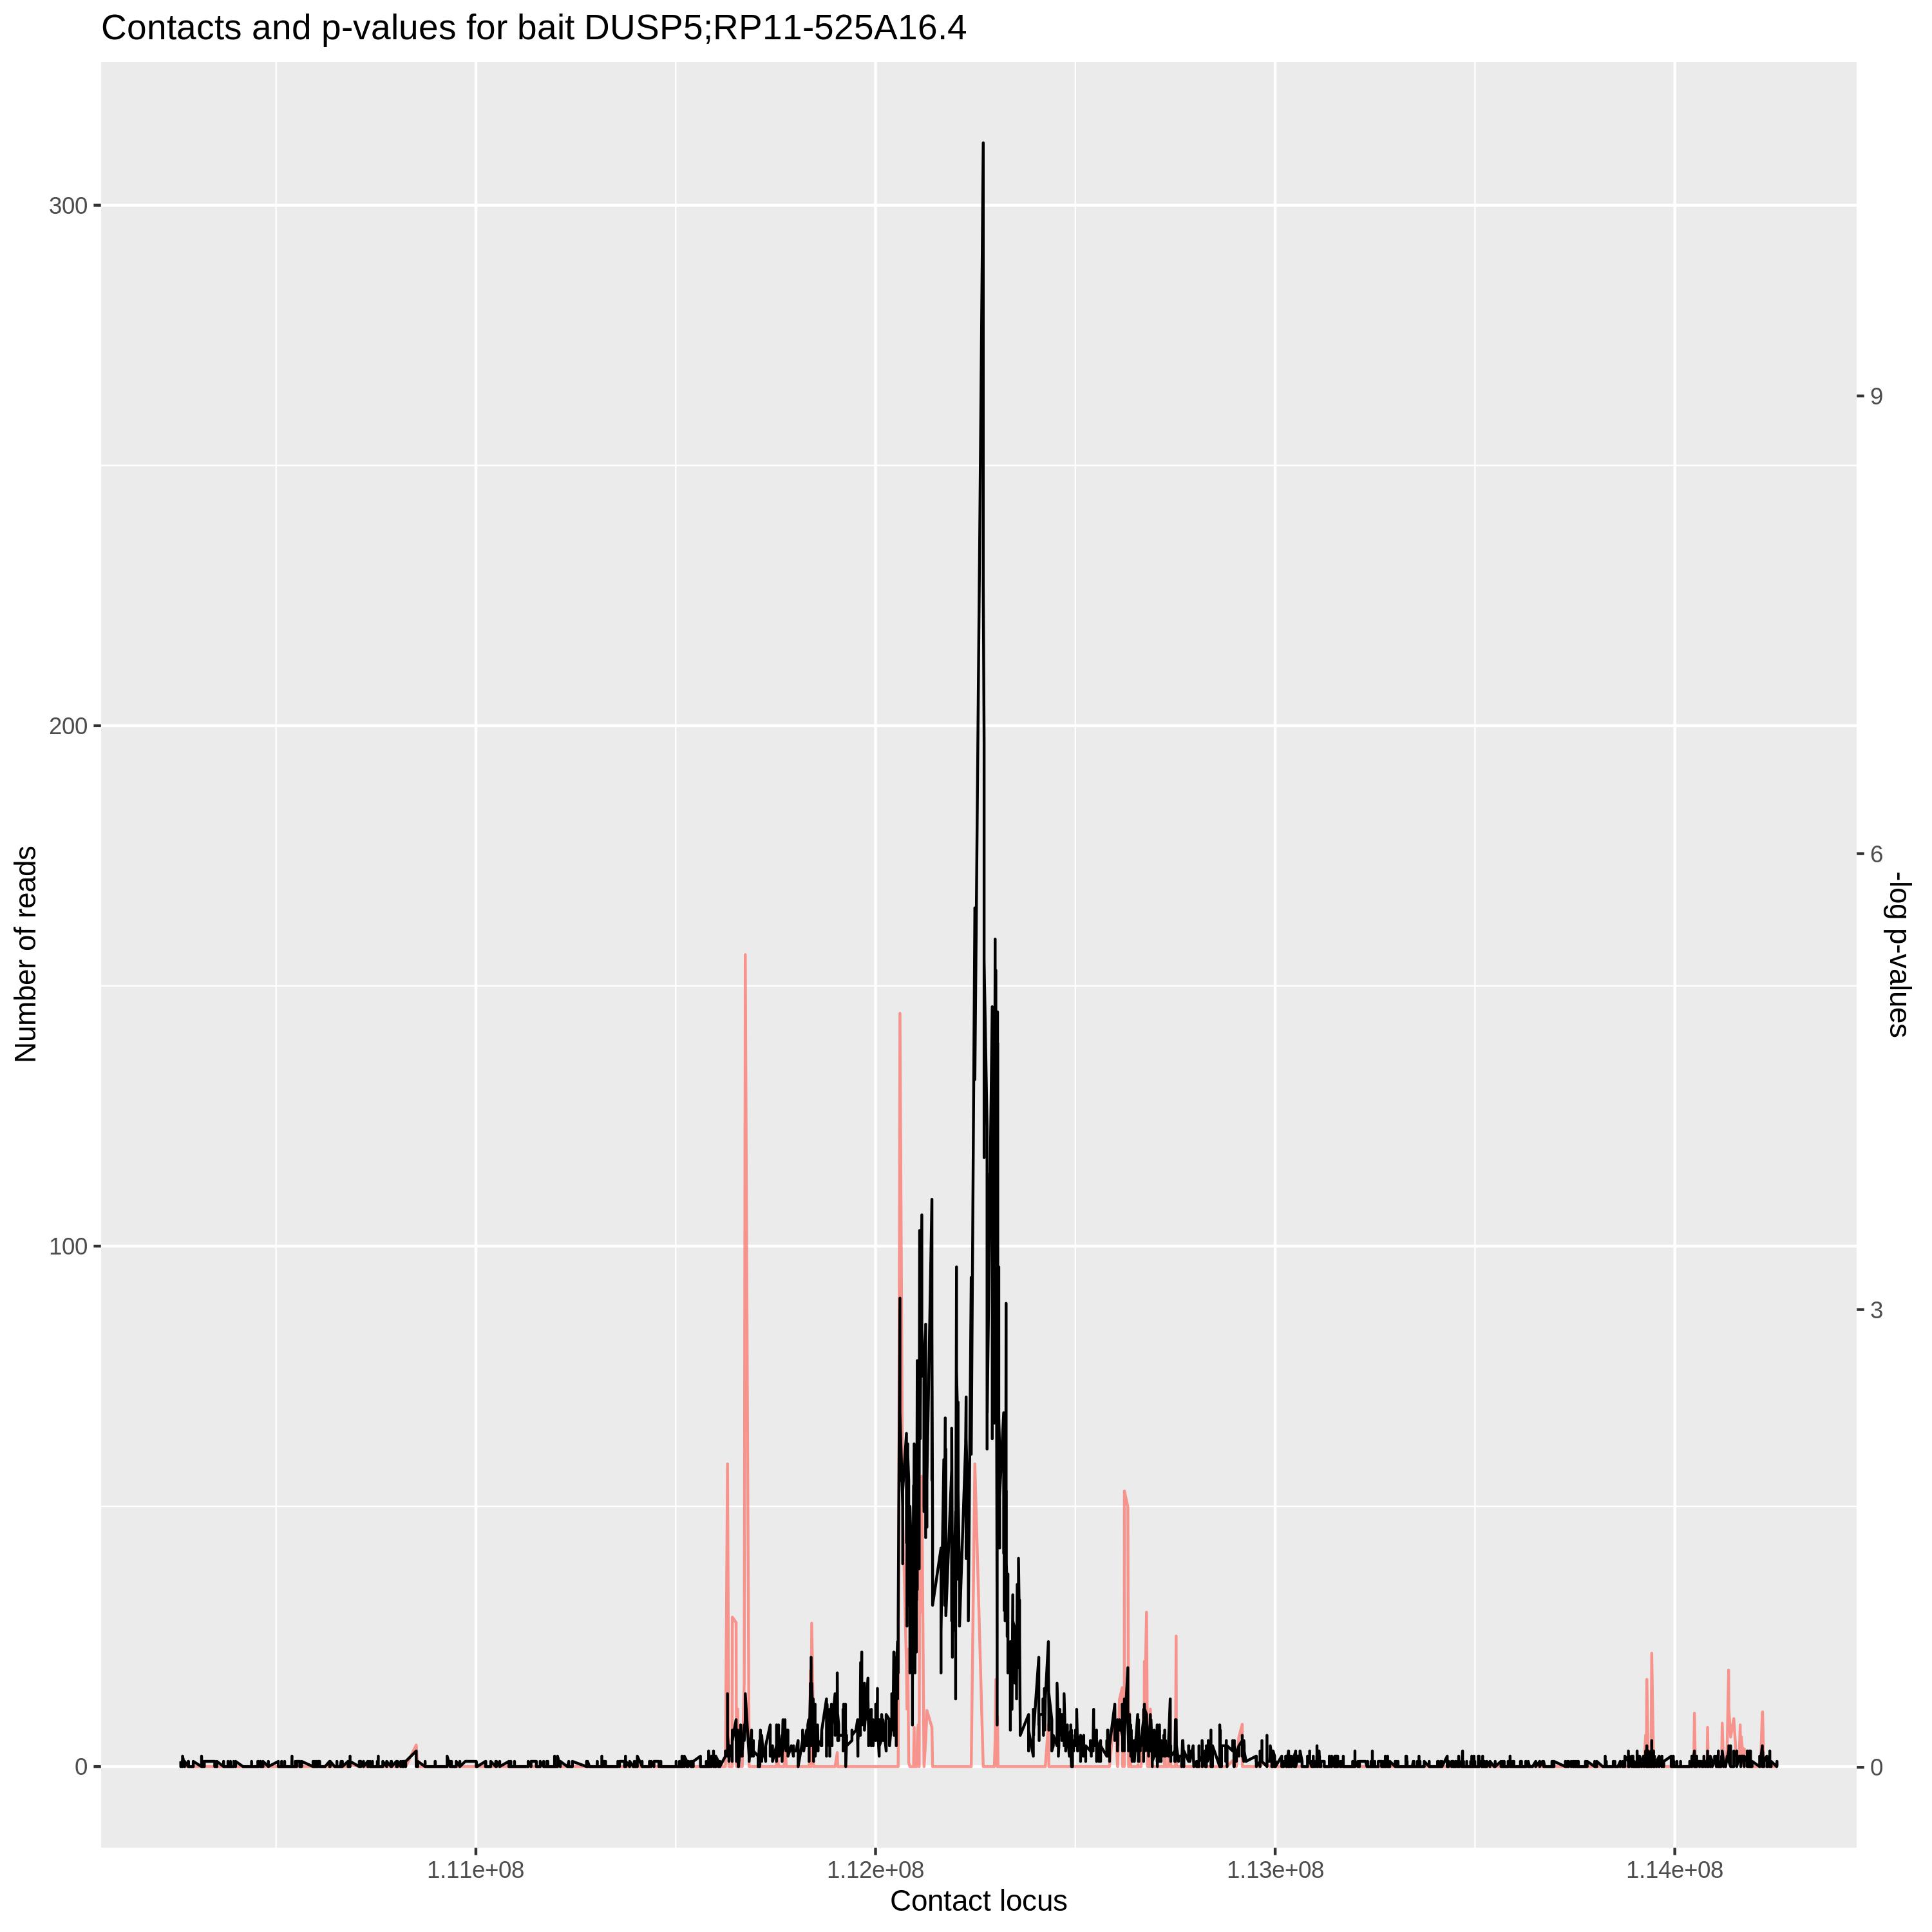 Contacts and p-values for bait DUSP5;RP11-525A16.4
300
200
100
0
Number of reads
9
6
3
0
-log p-values
1.11e+08
1.12e+08
1.13e+08
1.14e+08
Contact locus